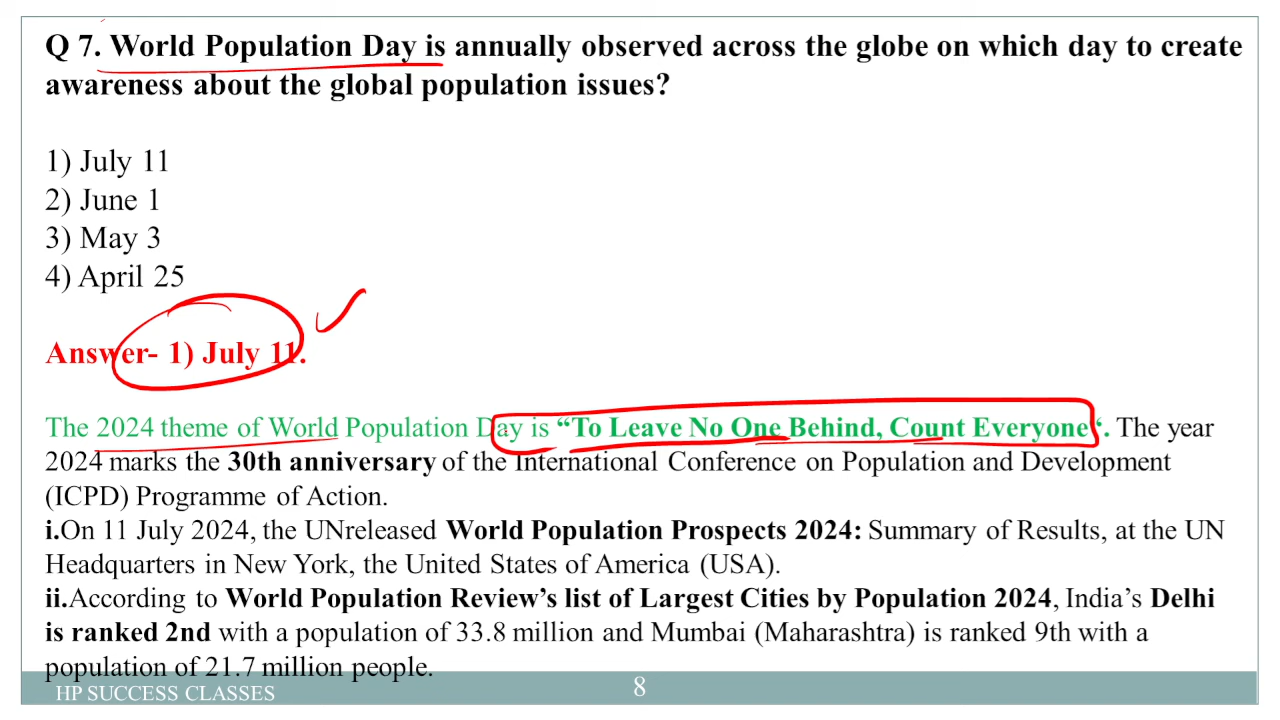 Q 7. World Population Day is annually observed across the globe on which day to create
awareness about the global population issues?
1) July 11
2) June 1
3) May 3
4) April 25
Answer- 1) July 11.
The 2024 theme of World Population Day is “To Leave No One Behind, Count Everyone‘. The year
2024 marks the 30th anniversary of the International Conference on Population and Development
(ICPD) Programme of Action.
i.On 11 July 2024, the UNreleased World Population Prospects 2024: Summary of Results, at the UN
Headquarters in New York, the United States of America (USA).
ii.According to World Population Review’s list of Largest Cities by Population 2024, India’s Delhi
is ranked 2nd with a population of 33.8 million and Mumbai (Maharashtra) is ranked 9th with a
population of 21.7 million people.
HP SUCCESS CLASSES
8